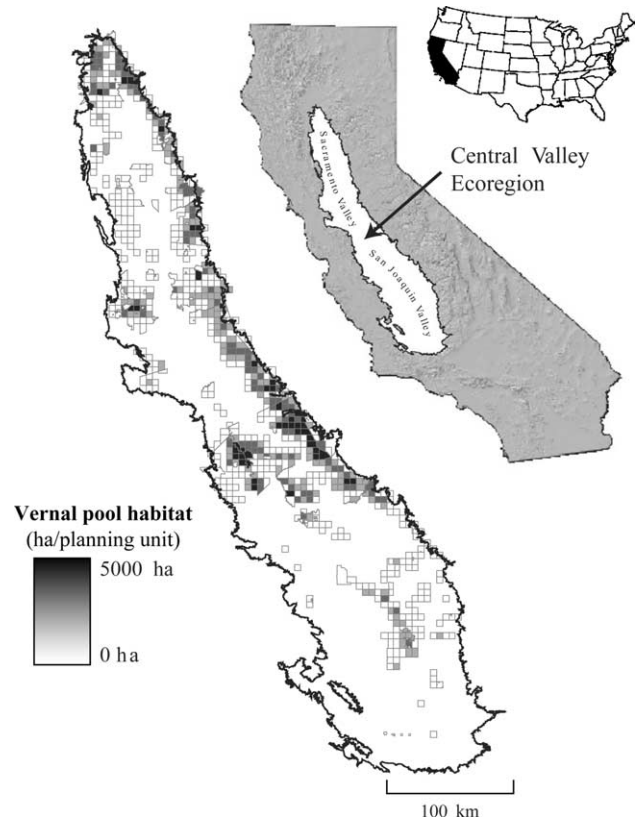 Central Valley
Ecoregion
Sacramento Valley
San Joaquin Valley
Vernal pool habitat
(ha/planning unit)
5000 ha
0 ha
100 km